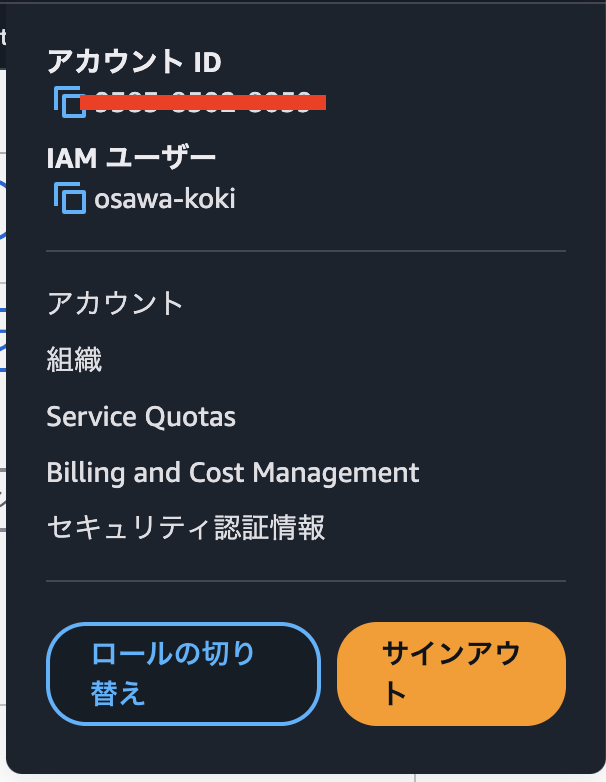 アカウント ID
IAM ユーザー
osawa-koki
アカウント
組織
Service Quotas
Billing and Cost Management
セキュリティ認証情報
ロールの切り
替え
サインアウ
ト